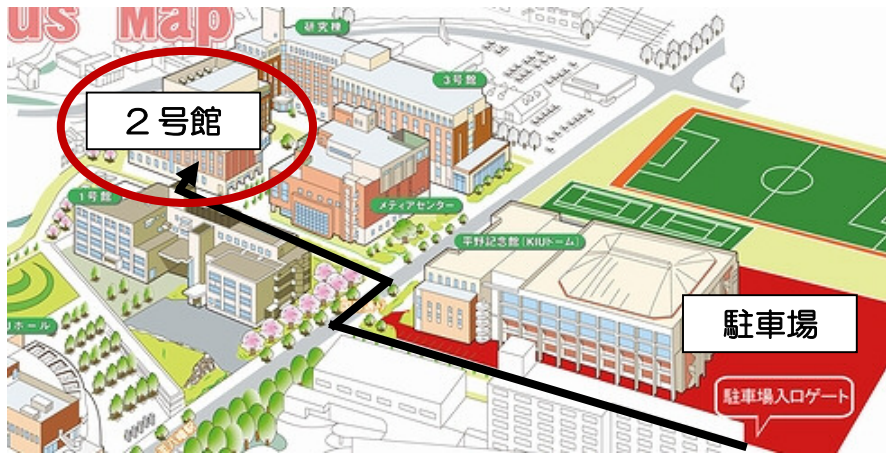 us Map
研究棟
3号館
２号館
1号館
メディアセンター
平野記念館(KIUドーム)
駐車場
ホール
駐車場入口ゲート